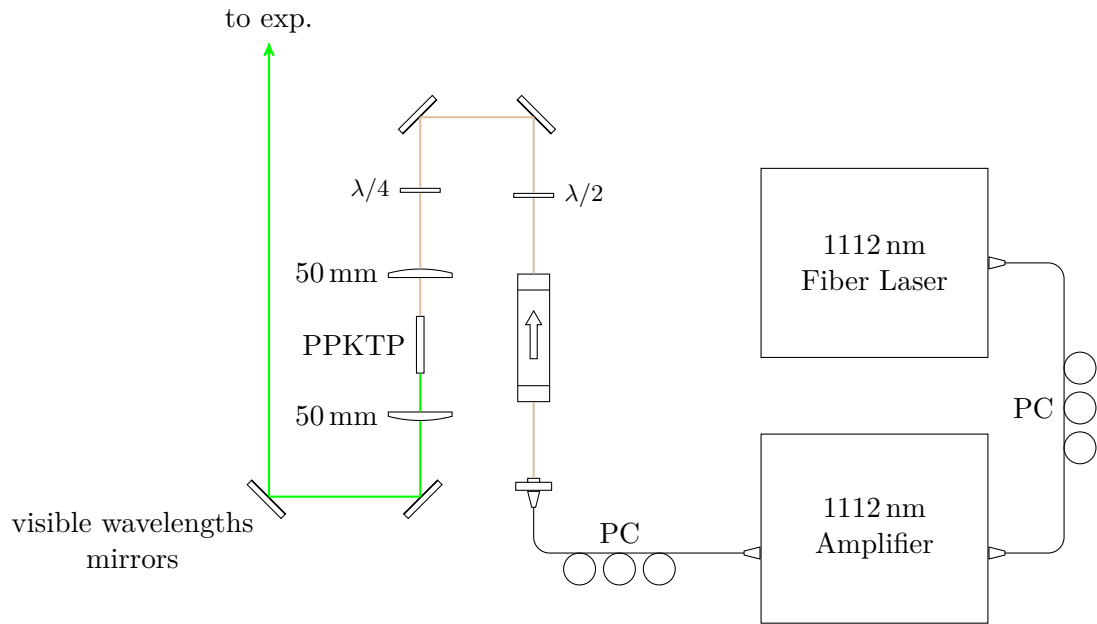 to exp.
λ/4
λ/2
50 mm
PPKTP
50 mm
visible wavelengths
mirrors
1112 nm
Fiber Laser
PC
PC
1112 nm
Amplifier